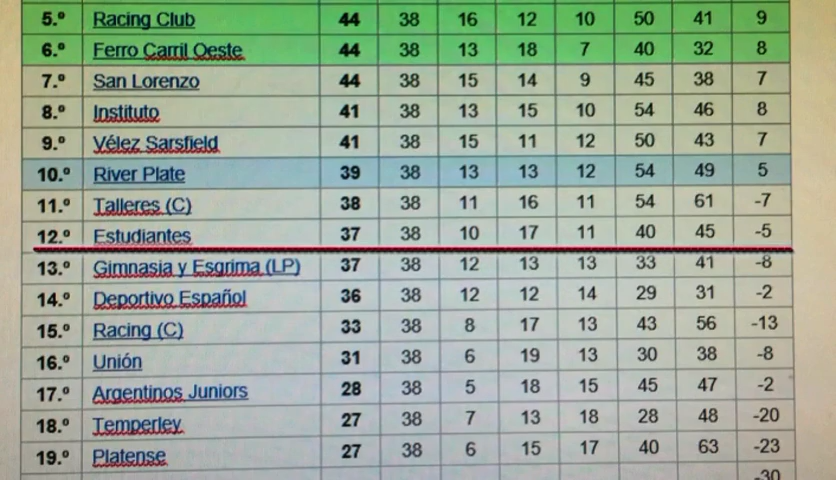 5.º Racing Club 44 38 16 12 10 50 41 9
6.º Ferro Carril Oeste 44 38 13 18 7 40 32 8
7.º San Lorenzo 44 38 15 14 9 45 38 7
8.º Instituto 41 38 13 15 10 54 46 8
9.º Vélez Sarsfield 41 38 15 11 12 50 43 7
10.º River Plate 39 38 13 13 12 54 49 5
11.º Talleres (C) 38 38 11 16 11 54 61 -7
12.º Estudiantes 37 38 10 17 11 40 45 -5
13.º Gimnasia y Esgrima (LP) 37 38 12 13 13 33 41 -8
14.º Deportivo Español 36 38 12 12 14 29 31 -2
15.º Racing (C) 33 38 8 17 13 43 56 -13
16.º Unión 31 38 6 19 13 30 38 -8
17.º Argentinos Juniors 28 38 5 18 15 45 47 -2
18.º Temperley 27 38 7 13 18 28 48 -20
19.º Platense 27 38 6 15 17 40 63 -23
-30